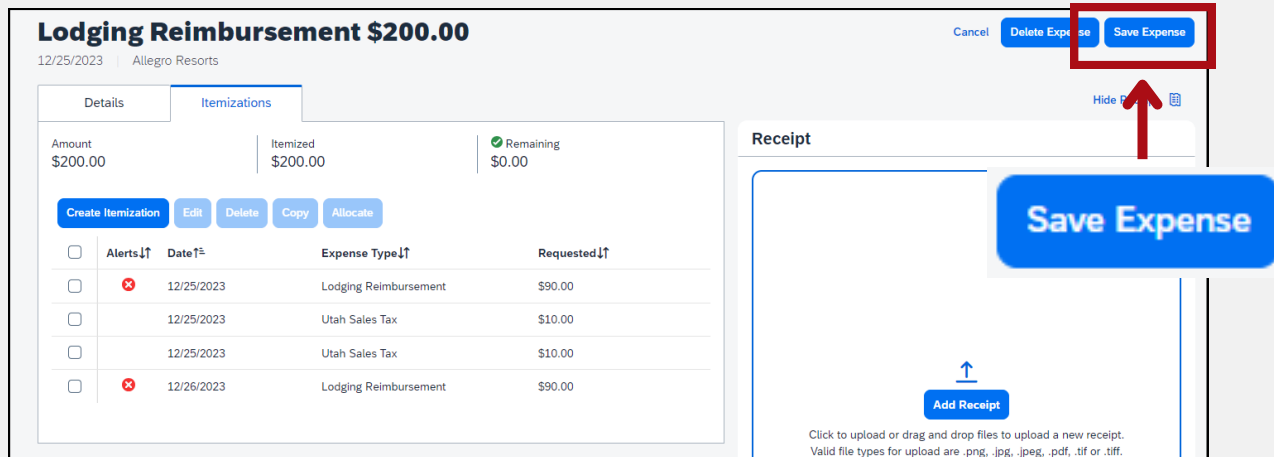 Lodging Reimbursement $200.00
Cancel
Delete Expense
Save Expense
12/25/2023 | Allegro Resorts
Details
Itemizations
Hide
Amount
$200.00
Itemized
$200.00
Remaining
$0.00
Receipt
Create Itemization
Edit
Delete
Copy
Allocate
Save Expense
Alerts Date Expense Type Requested
12/25/2023 Lodging Reimbursement $90.00
12/25/2023 Utah Sales Tax $10.00
12/25/2023 Utah Sales Tax $10.00
12/26/2023 Lodging Reimbursement $90.00
Add Receipt
Click to upload or drag and drop files to upload a new receipt.
Valid file types for upload are .png, .jpg, .jpeg, .pdf, .tif or .tiff.